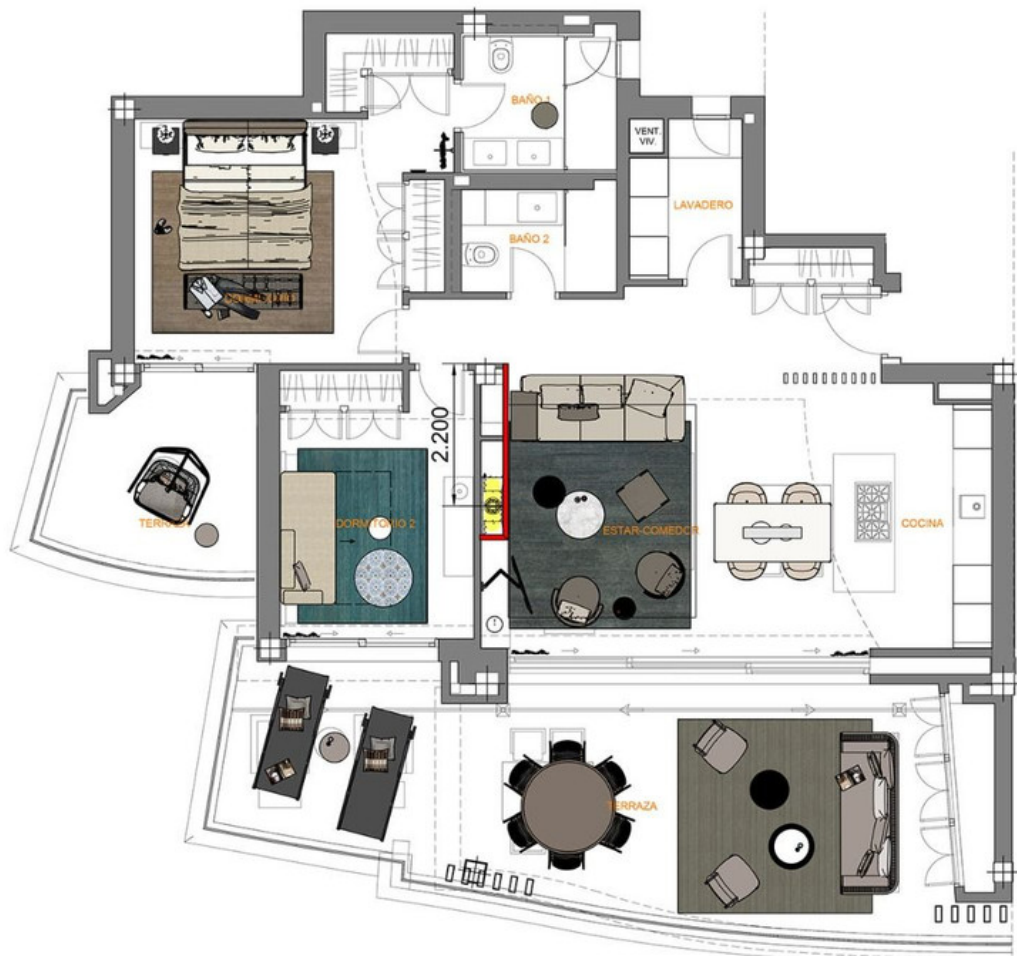 BAÑO 1
VENT.
VIV.
LAVADERO
BAÑO 2
2.200
TERRAZA
DORMITORIO 2
ESTAR-COMEDOR
COCINA
TERRAZA